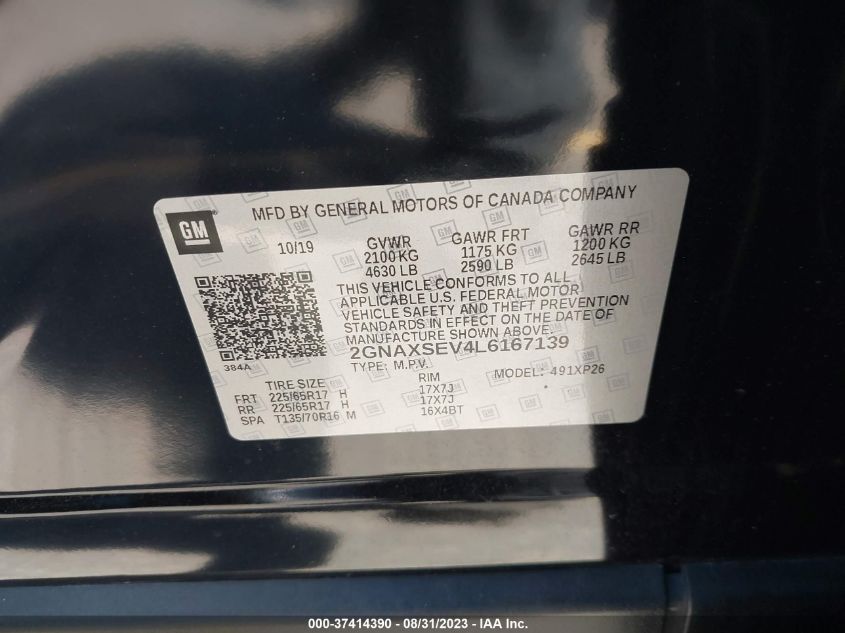 GM
MFD BY GENERAL MOTORS OF CANADA COMPANY
10/19 GVWR GAWR FRT GAWR RR
2100 KG 1175 KG 1200 KG
4630 LB 2590 LB 2645 LB
THIS VEHICLE CONFORMS TO ALL
APPLICABLE U.S. FEDERAL MOTOR
VEHICLE SAFETY AND THEFT PREVENTION
STANDARDS IN EFFECT ON THE DATE OF
MANUFACTURE SHOWN ABOVE.
384A
2GNAXSEV4L6167139
TYPE: M.P.V. MODEL: 491XP26
TIRE SIZE RIM
FRT 225/65R17 H 17X7J
RR 225/65R17 H 17X7J
SPA T135/70R16 M 16X4BT
000-37414390 - 08/31/2023 - IAA Inc.